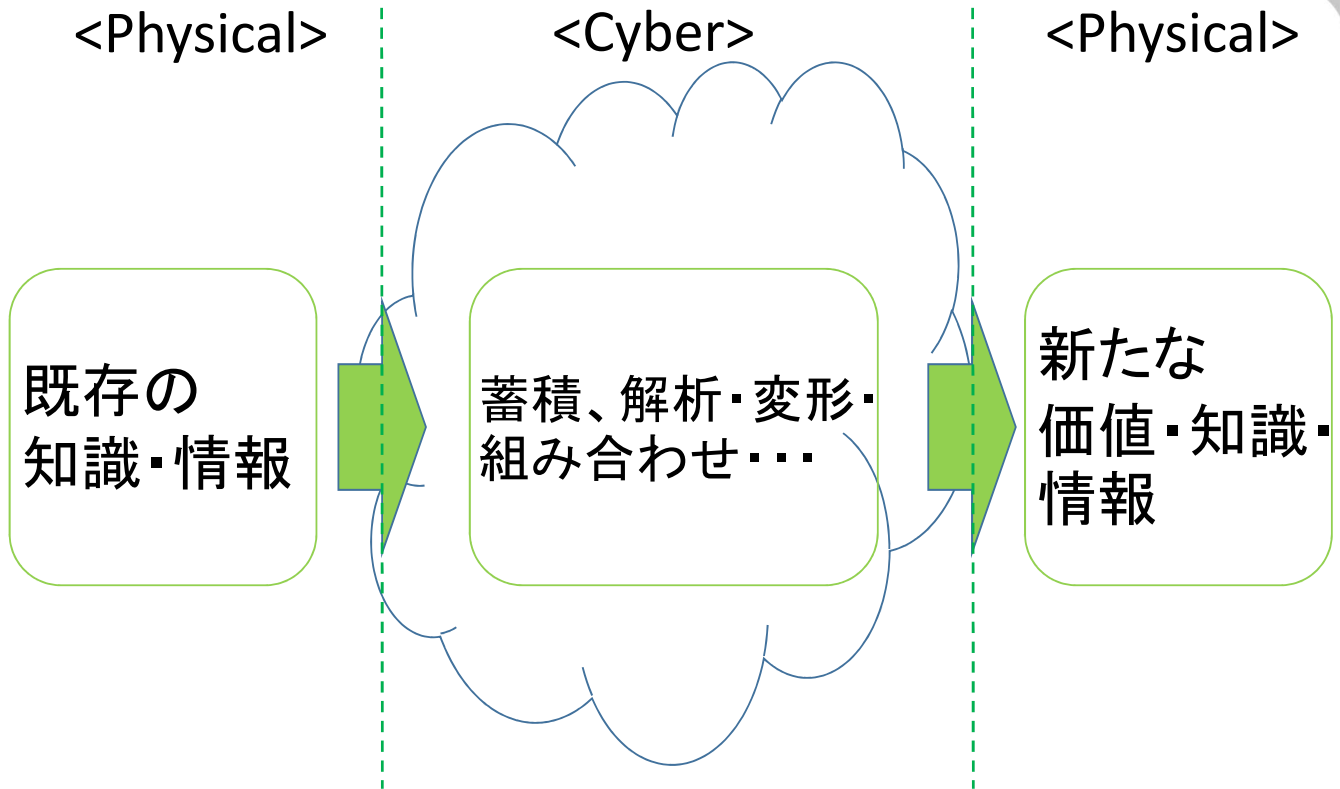 <Physical>
<Cyber>
<Physical>
既存の
知識・情報
蓄積、解析・変形・
組み合わせ・・・
新たな
価値・知識・
情報